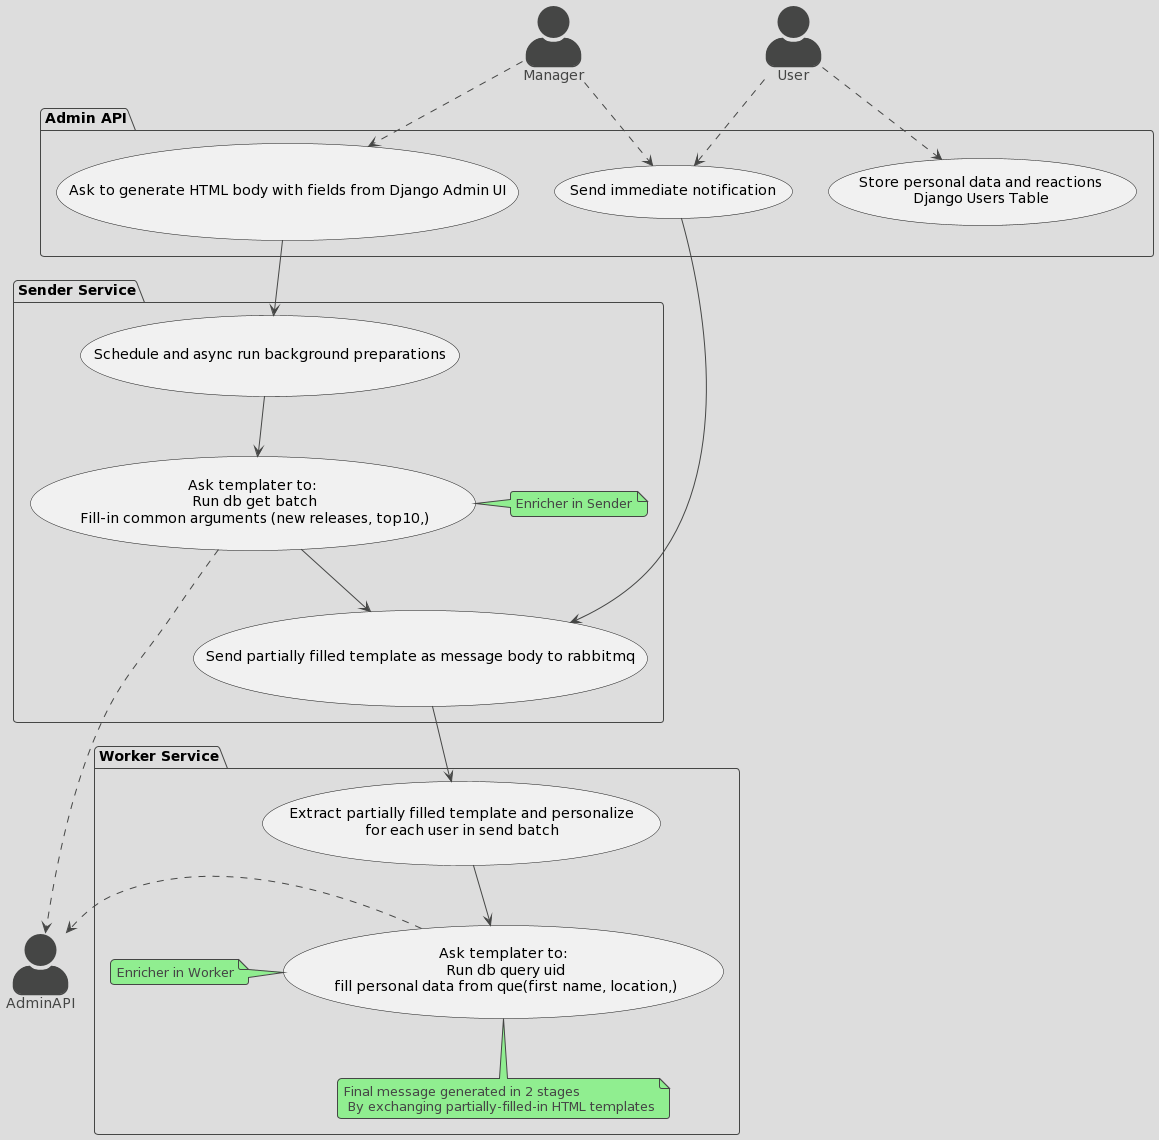 Manager
User
Admin API
Ask to generate HTML body with fields from Django Admin UI
Send immediate notification
Store personal data and reactions
Django Users Table
Sender Service
Schedule and async run background preparations
Ask templater to:
Run db get batch
Fill-in common arguments (new releases, top10,)
Enricher in Sender
Send partially filled template as message body to rabbitmq
Worker Service
Extract partially filled template and personalize
for each user in send batch
AdminAPI
Enricher in Worker
Ask templater to:
Run db query uid
fill personal data from que(first name, location,)
Final message generated in 2 stages
By exchanging partially-filled-in HTML templates